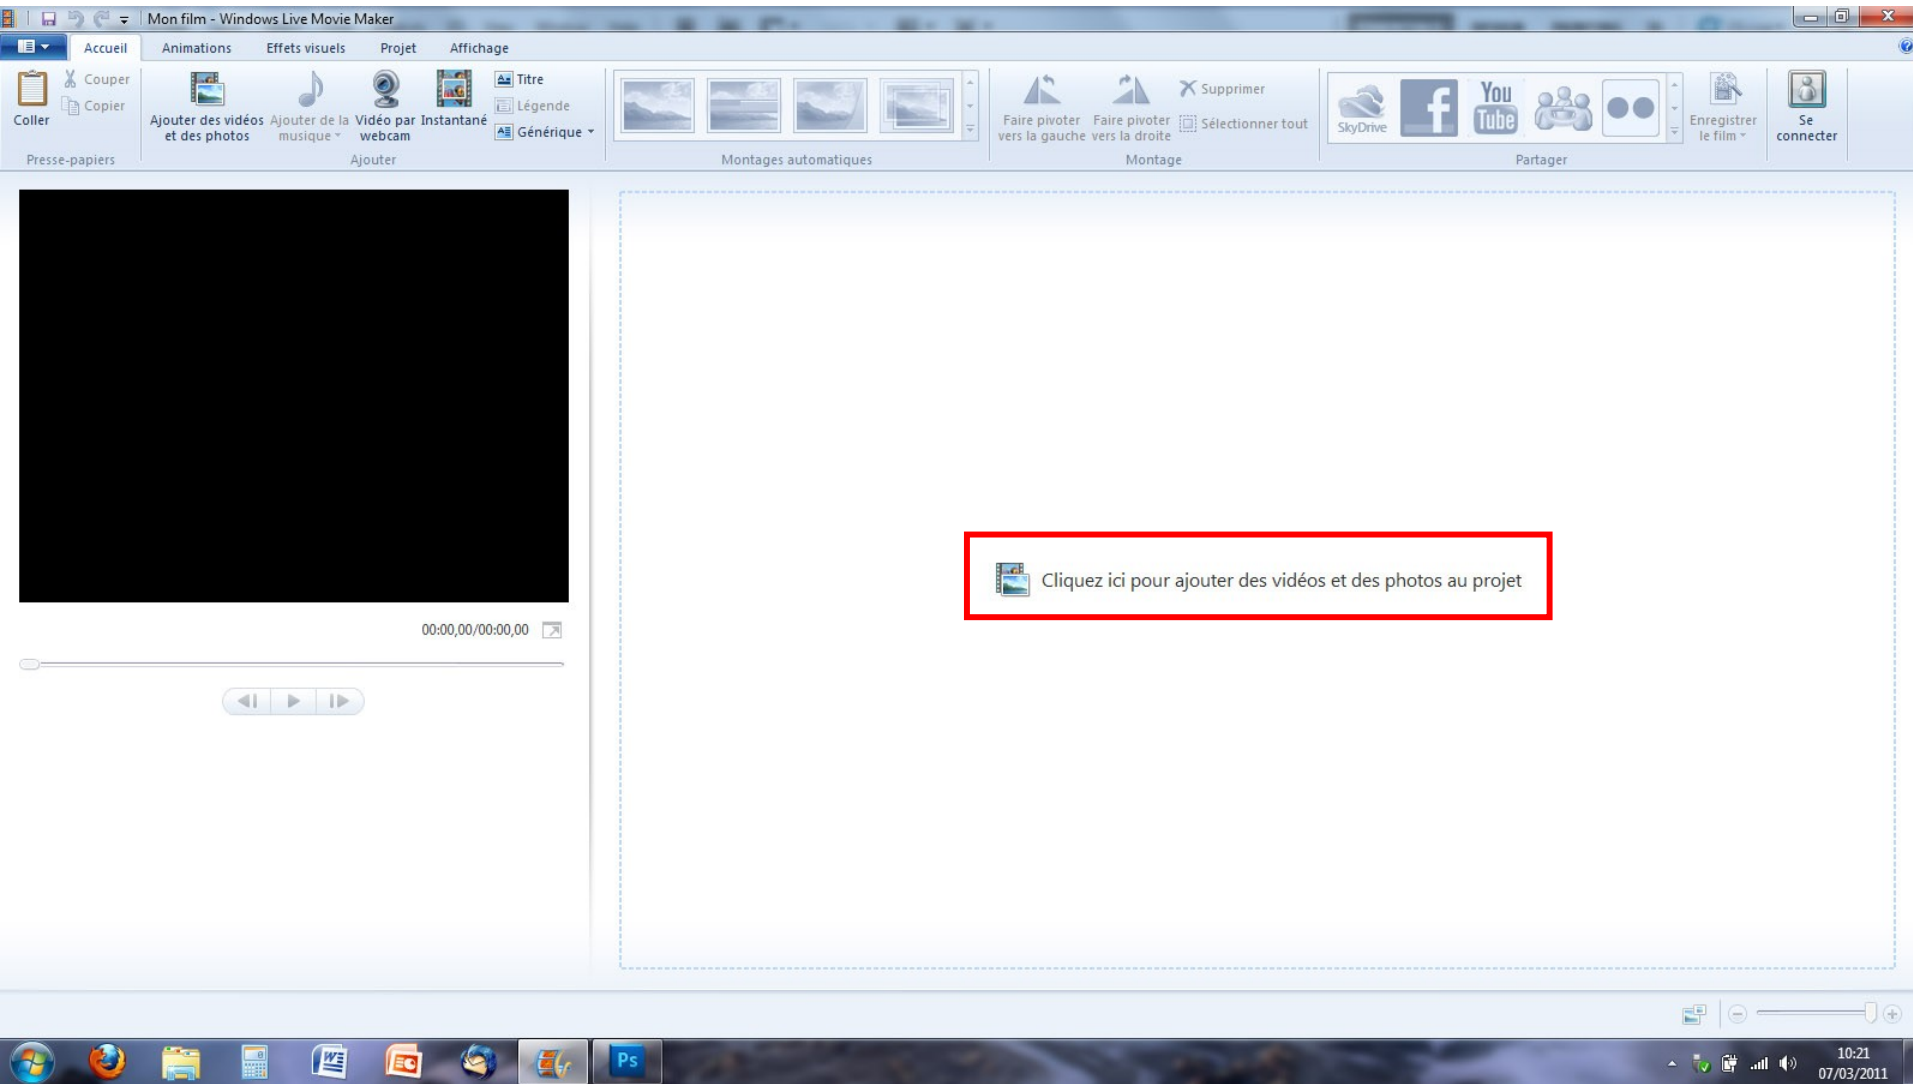 Mon film - Windows Live Movie Maker
Accueil Animations Effets visuels Projet Affichage
Coller
Couper
Copier
Presse-papiers
Ajouter des vidéos
et des photos
Ajouter de la
musique
Vidéo par
webcam
Instantané
Titre
Légende
Générique
Ajouter
Montages automatiques
Faire pivoter
vers la gauche
Faire pivoter
vers la droite
Supprimer
Sélectionner tout
Montage
SkyDrive
f
You
Tube
Partager
Enregistrer
le film
Se
connecter
Cliquez ici pour ajouter des vidéos et des photos au projet
00:00,00/00:00,00
W
Ps
10:21
07/03/2011